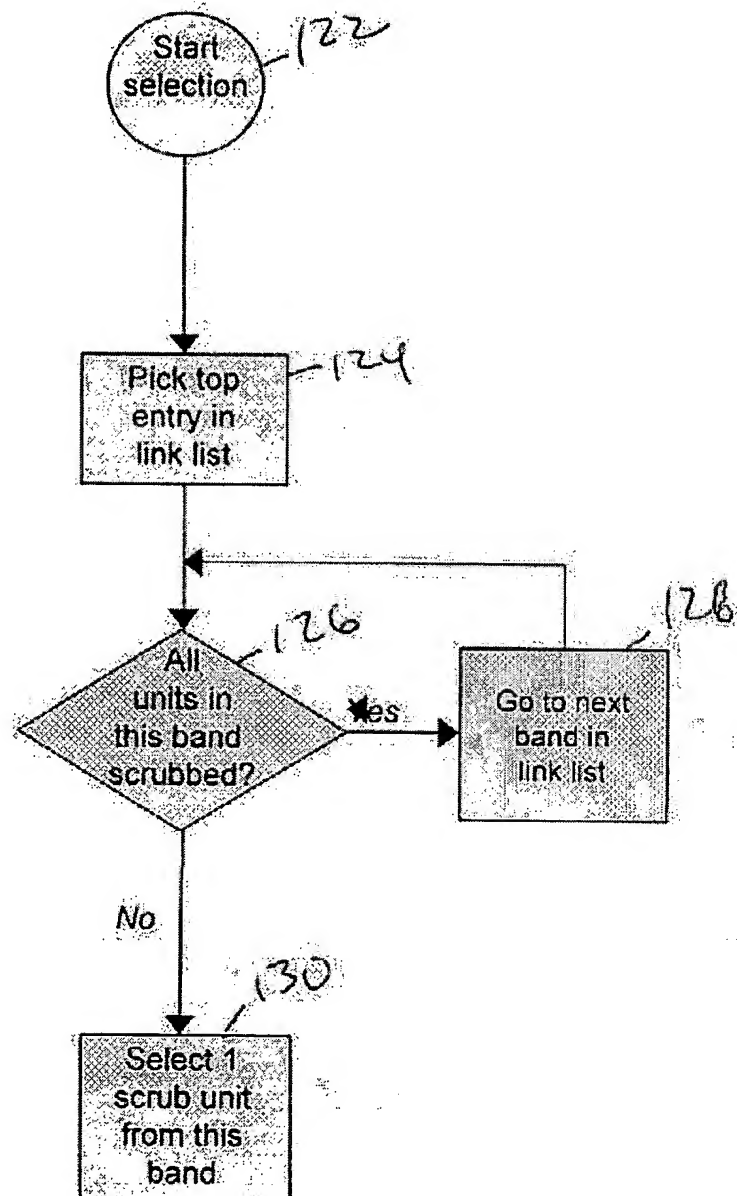 Start
selection
122
Pick top
entry in
link list
124
All
units in
this band
scrubbed?
126
Yes
Go to next
band in
link list
128
No
Select 1
scrub unit
from this
band
130